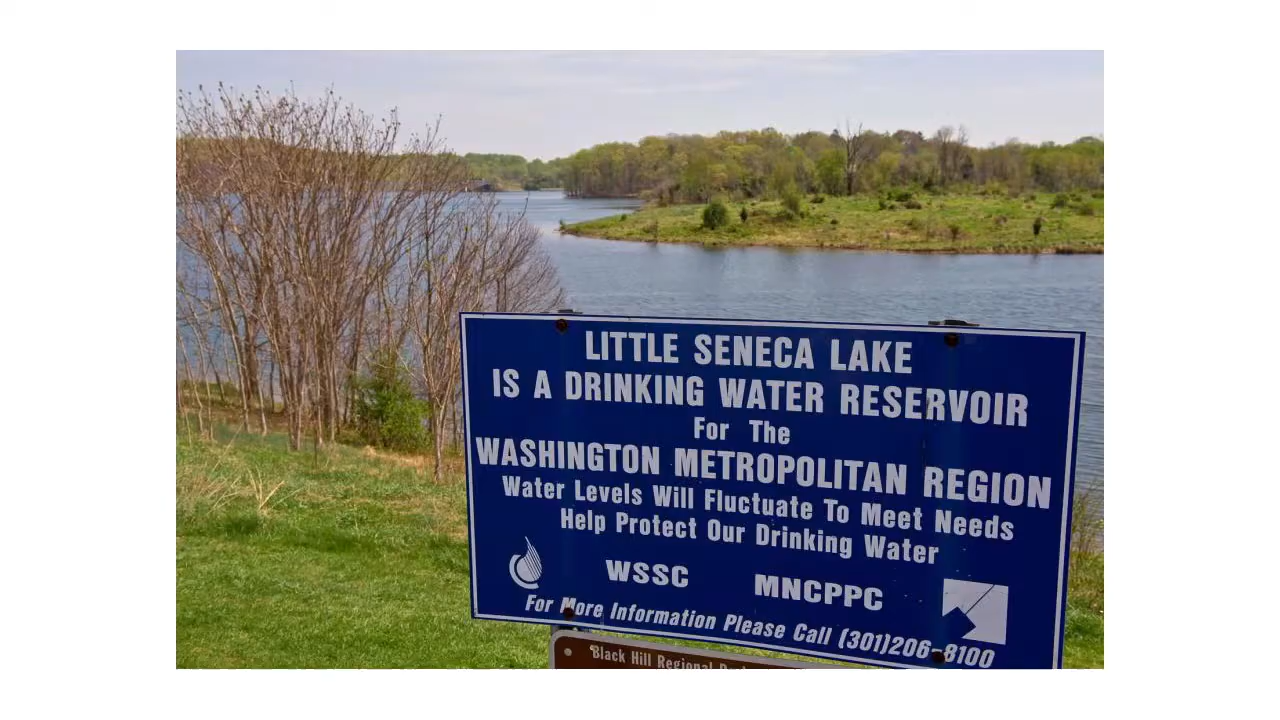 LITTLE SENECA LAKE
IS A DRINKING WATER RESERVOIR
For The
WASHINGTON METROPOLITAN REGION
Water Levels Will Fluctuate To Meet Needs
Help Protect Our Drinking Water
WSSC MNCPPC
For More Information Please Call (301)206-8100
Black Hill Regional